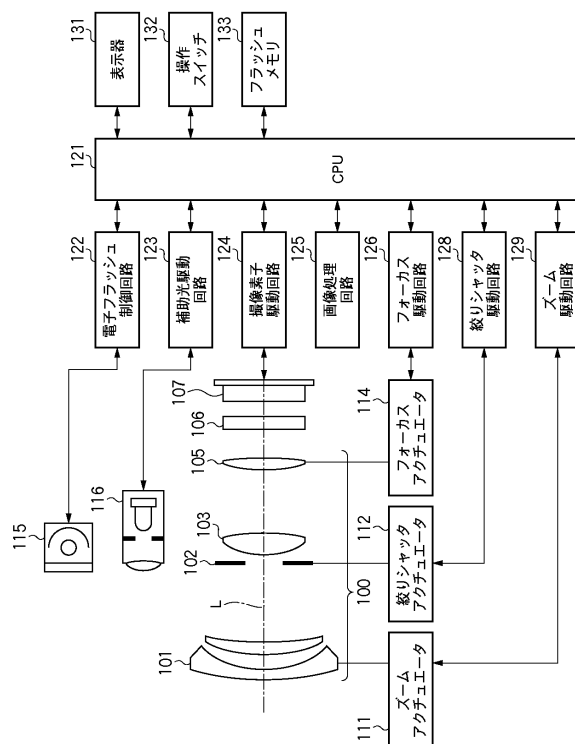 131
表示器
132
操作
スイッチ
133
フラッシュ
メモリ
121
CPU
122
電子フラッシュ
制御回路
123
補助光駆動
回路
124
撮像素子
駆動回路
125
画像処理
回路
126
フォーカス
駆動回路
128
絞りシャッタ
駆動回路
129
ズーム
駆動回路
107
106
105
103
102
L
101
100
115
116
114
フォーカス
アクチュエータ
112
絞りシャッタ
アクチュエータ
111
ズーム
アクチュエータ